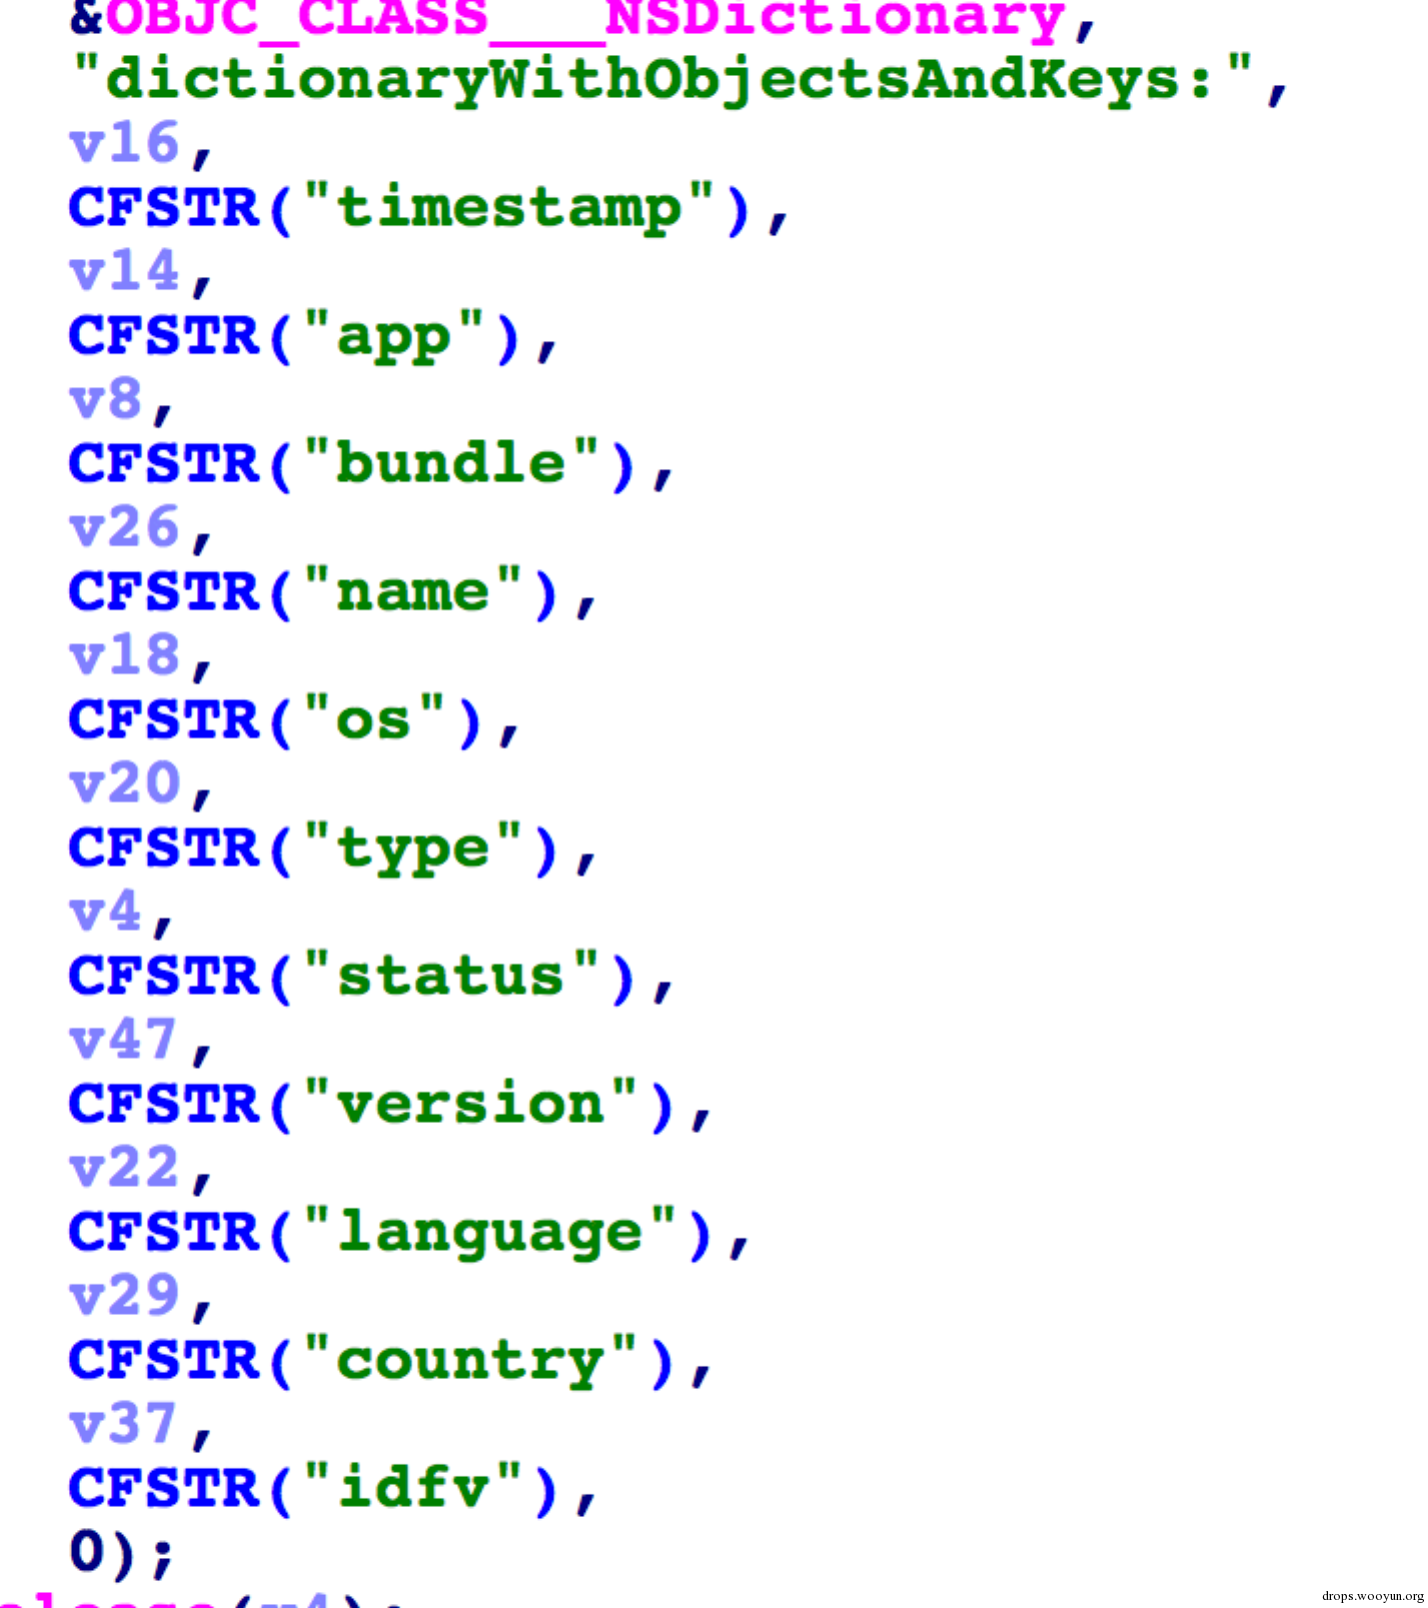 &OBJC_CLASS___NSDictionary,
"dictionaryWithObjectsAndKeys:",
v16,
CFSTR("timestamp"),
v14,
CFSTR("app"),
v8,
CFSTR("bundle"),
v26,
CFSTR("name"),
v18,
CFSTR("os"),
v20,
CFSTR("type"),
v4,
CFSTR("status"),
v47,
CFSTR("version"),
v22,
CFSTR("language"),
v29,
CFSTR("country"),
v37,
CFSTR("idfv"),
0);
elease(v4);
drops.wooyun.org